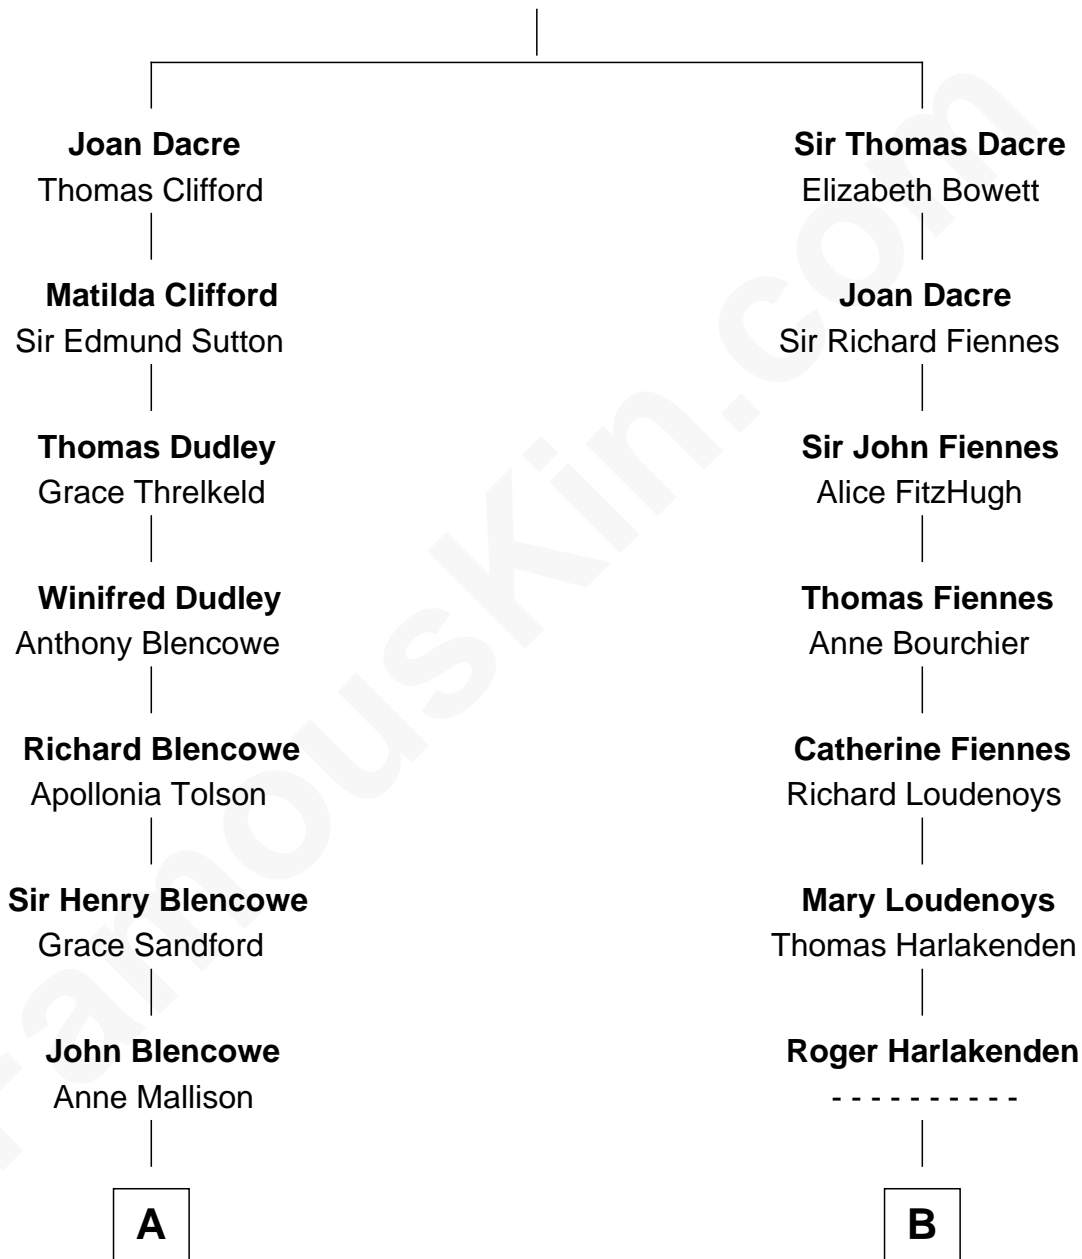 Joan Dacre
Thomas Clifford
Matilda Clifford
Sir Edmund Sutton
Thomas Dudley
Grace Threlkeld
Winifred Dudley
Anthony Blencowe
Richard Blencowe
Apollonia Tolson
Sir Henry Blencowe
Grace Sandford
John Blencowe
Anne Mallison
A
Sir Thomas Dacre
Elizabeth Bowett
Joan Dacre
Sir Richard Fiennes
Sir John Fiennes
Alice FitzHugh
Thomas Fiennes
Anne Bourchier
Catherine Fiennes
Richard Loudenoys
Mary Loudenoys
Thomas Harlakenden
Roger Harlakenden
- - - - - - - - - -
B
FamousKin.com